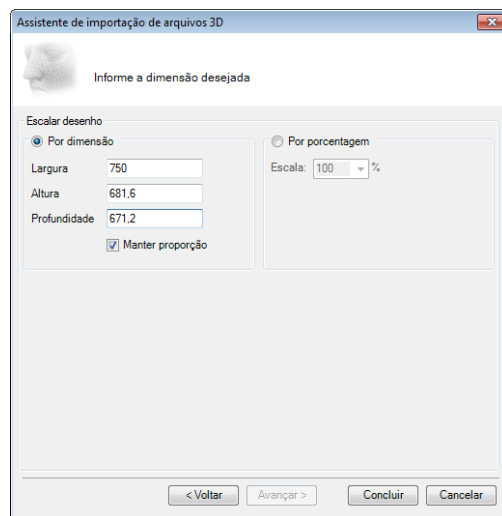 Assistente de importação de arquivos 3D
Informe a dimensão desejada
Escalar desenho
Por dimensão
Largura 750
Altura 681,6
Profundidade 671,2
Manter proporção
Por porcentagem
Escala: 100 %
< Voltar Avançar > Concluir Cancelar